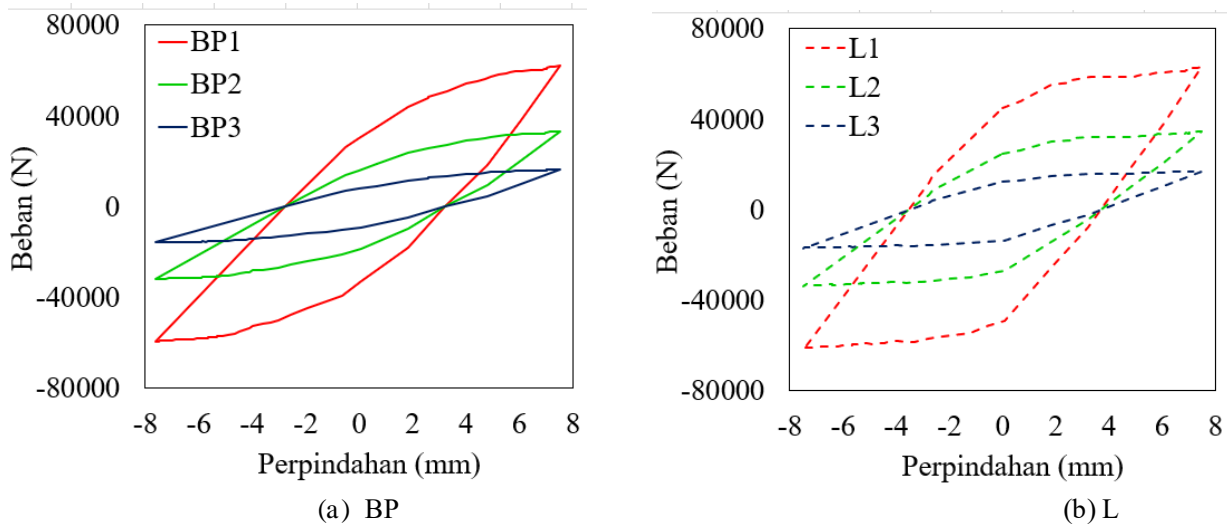 80000
40000
0
-40000
-80000
Beban (N)
BP1
BP2
BP3
-8 -6 -4 -2 0 2 4 6 8
Perpindahan (mm)
(a) BP
80000
40000
0
-40000
-80000
Beban (N)
L1
L2
L3
-8 -6 -4 -2 0 2 4 6 8
Perpindahan (mm)
(b) L